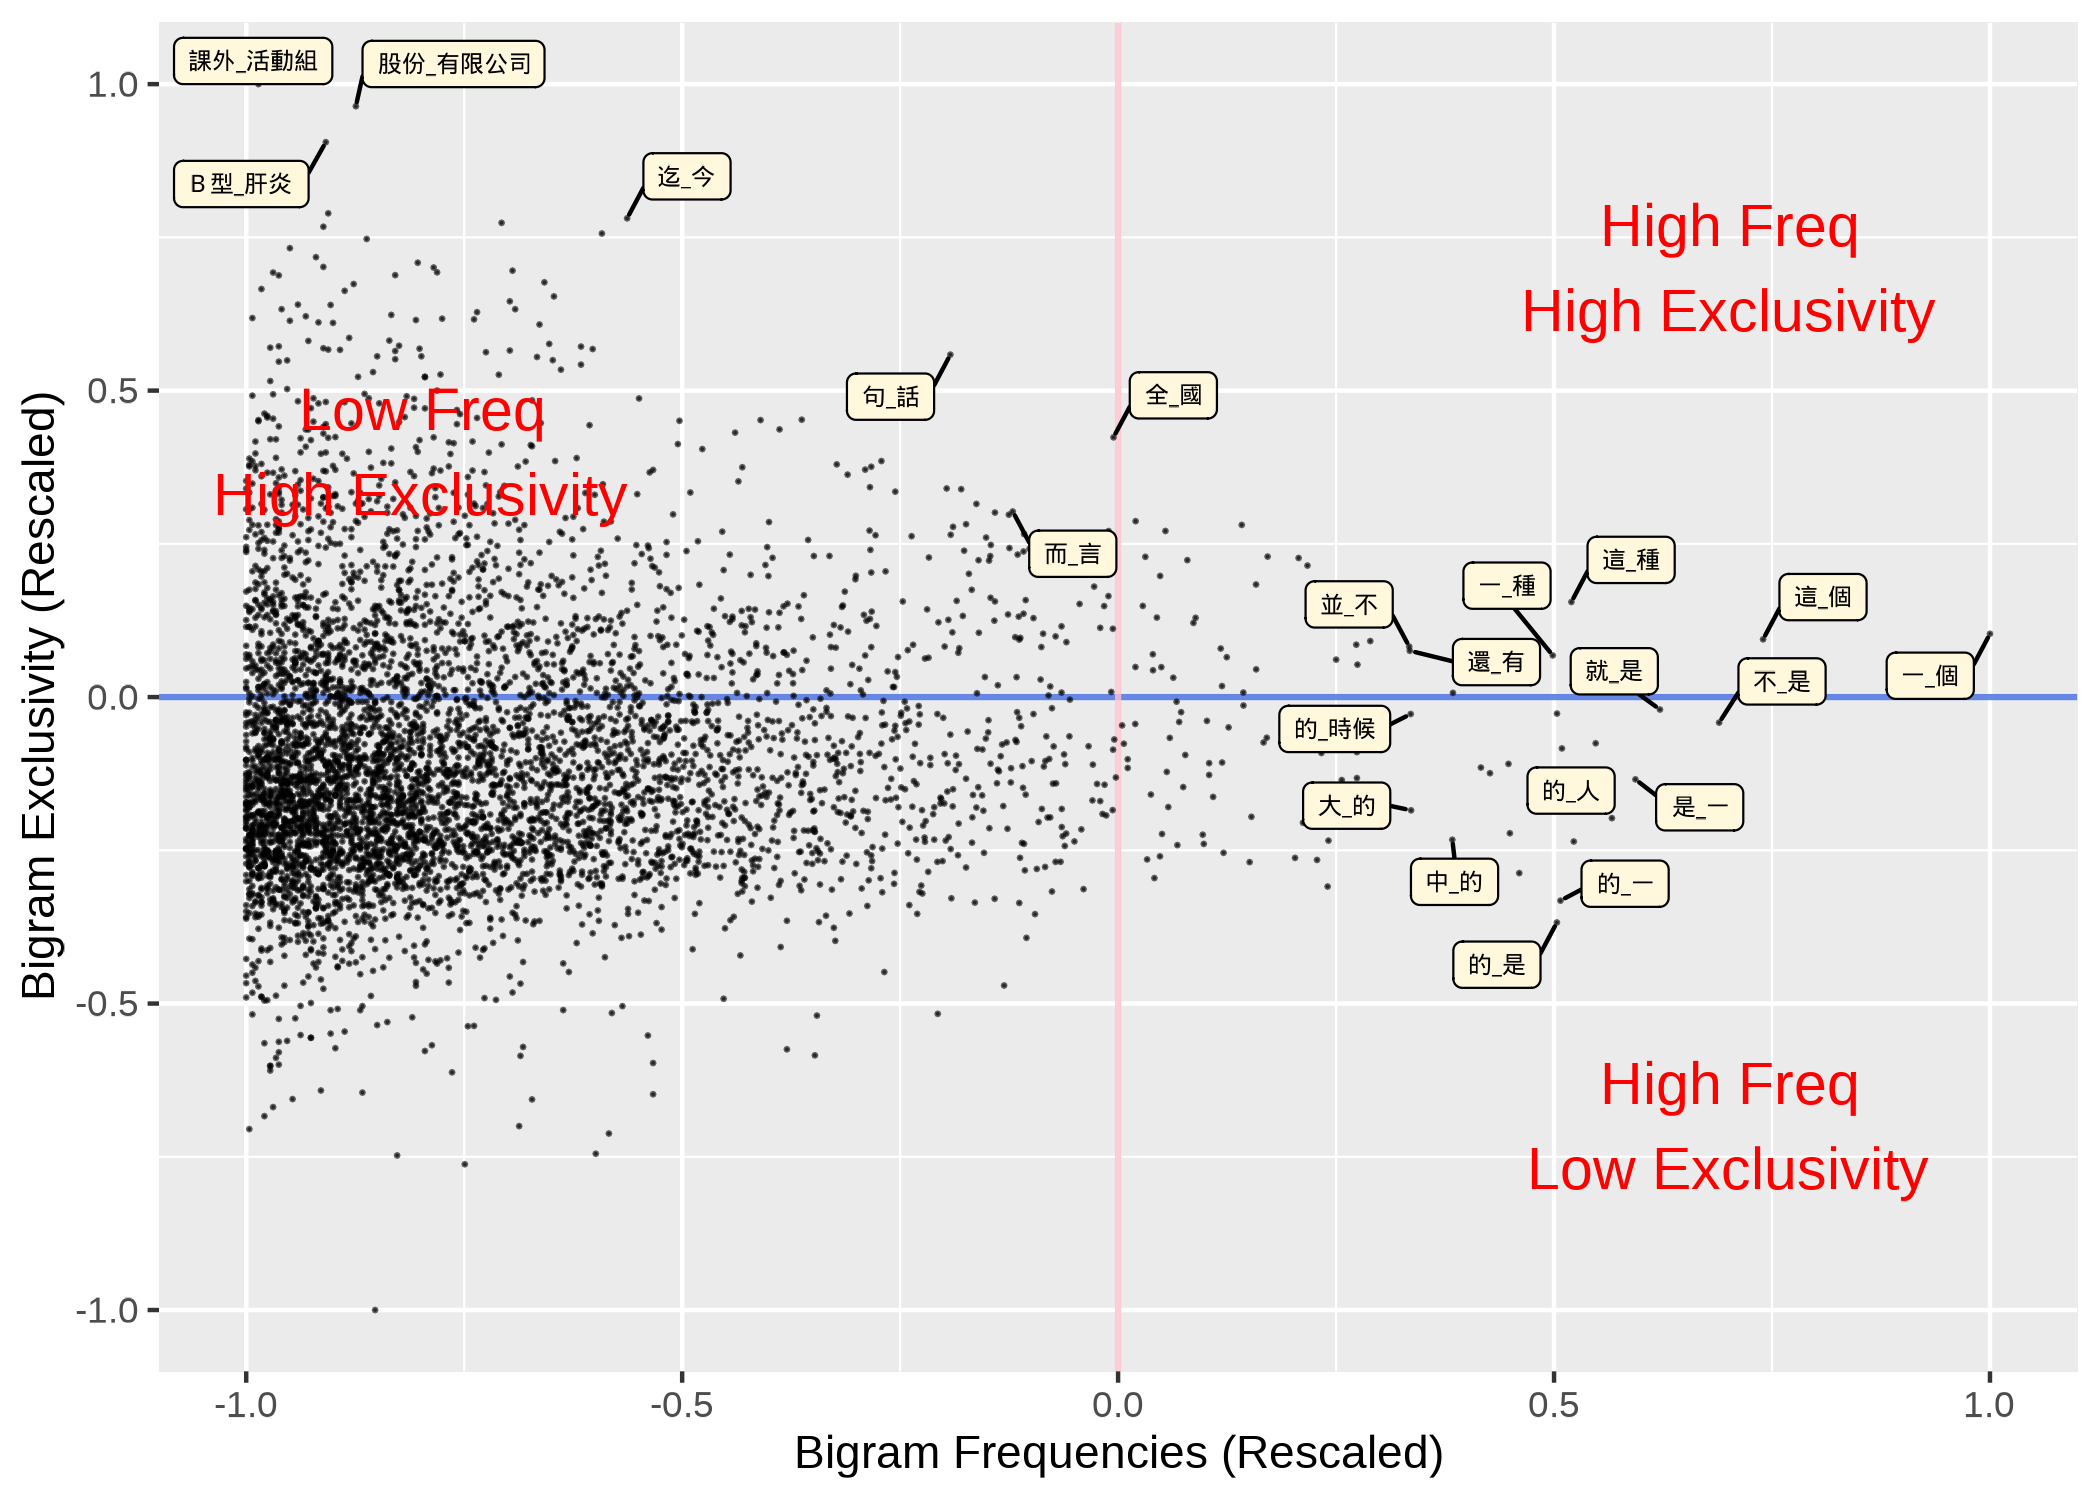 課外_活動組
股份_有限公司
1.0
B型_肝炎
迄_今
High Freq
High Exclusivity
0.5
句_話
全_國
Low Freq
High Exclusivity
而_言
這_種
一_種
這_個
並_不
還_有
就_是
不_是
一_個
0.0
的_時候
的_人
大_的
是_一
中_的
的_一
的_是
-0.5
High Freq
Low Exclusivity
-1.0
-1.0
-0.5
0.0
0.5
1.0
Bigram Frequencies (Rescaled)
Bigram Exclusivity (Rescaled)